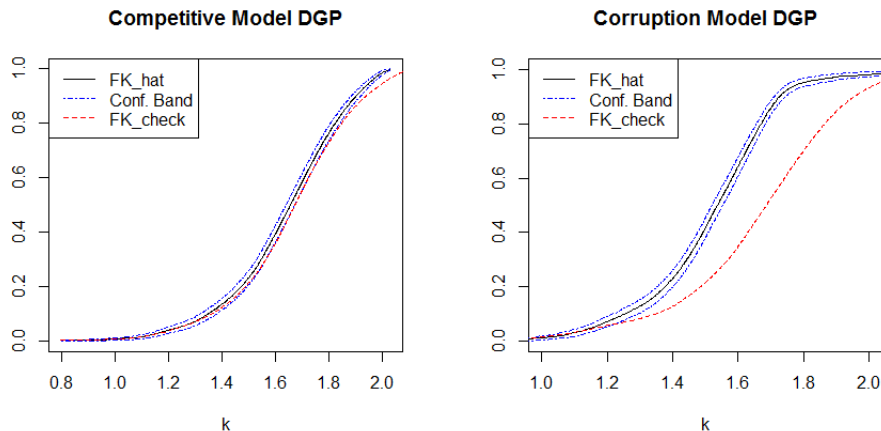 Competitive Model DGP
FK_hat
Conf. Band
FK_check
0.0
0.2
0.4
0.6
0.8
1.0
0.8
1.0
1.2
1.4
1.6
1.8
2.0
k
Corruption Model DGP
FK_hat
Conf. Band
FK_check
0.0
0.2
0.4
0.6
0.8
1.0
1.0
1.2
1.4
1.6
1.8
2.0
k